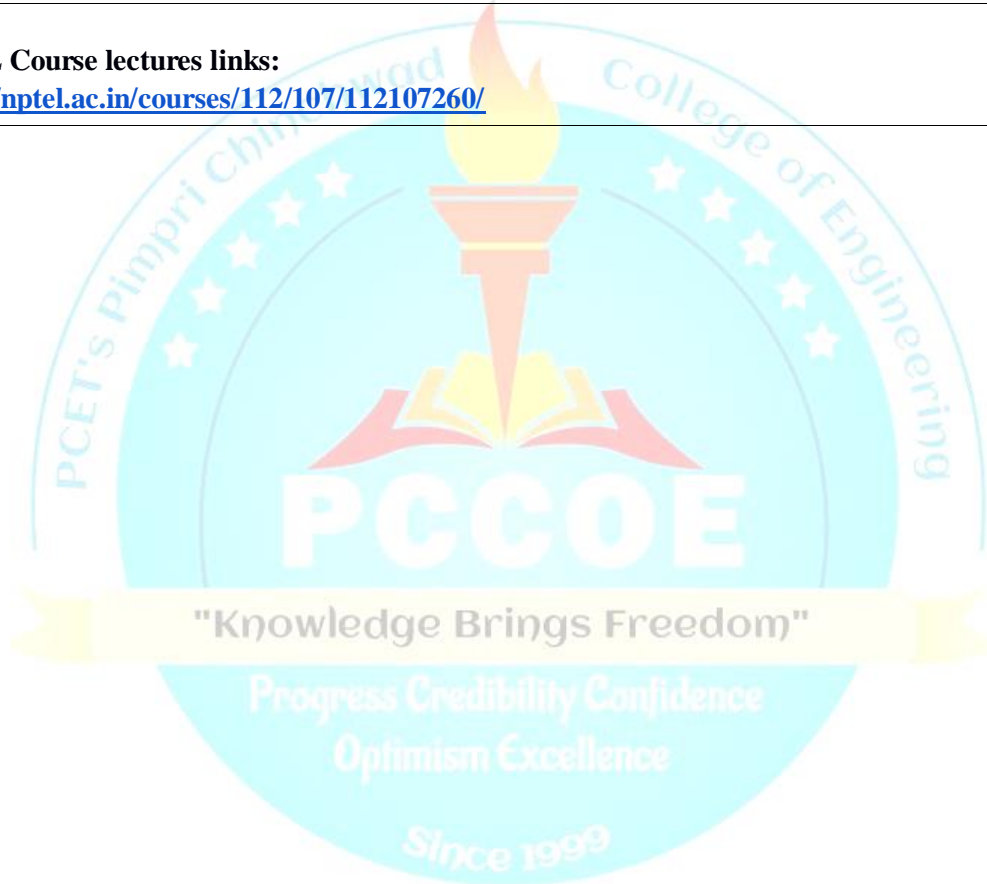 Course lectures links:
/nptel.ac.in/courses/112/107/112107260/
PCET's Pimpri Chinchwad College of Engineering
PCCOE
"Knowledge Brings Freedom"
Progress Credibility Confidence
Optimism Excellence
Since 1999